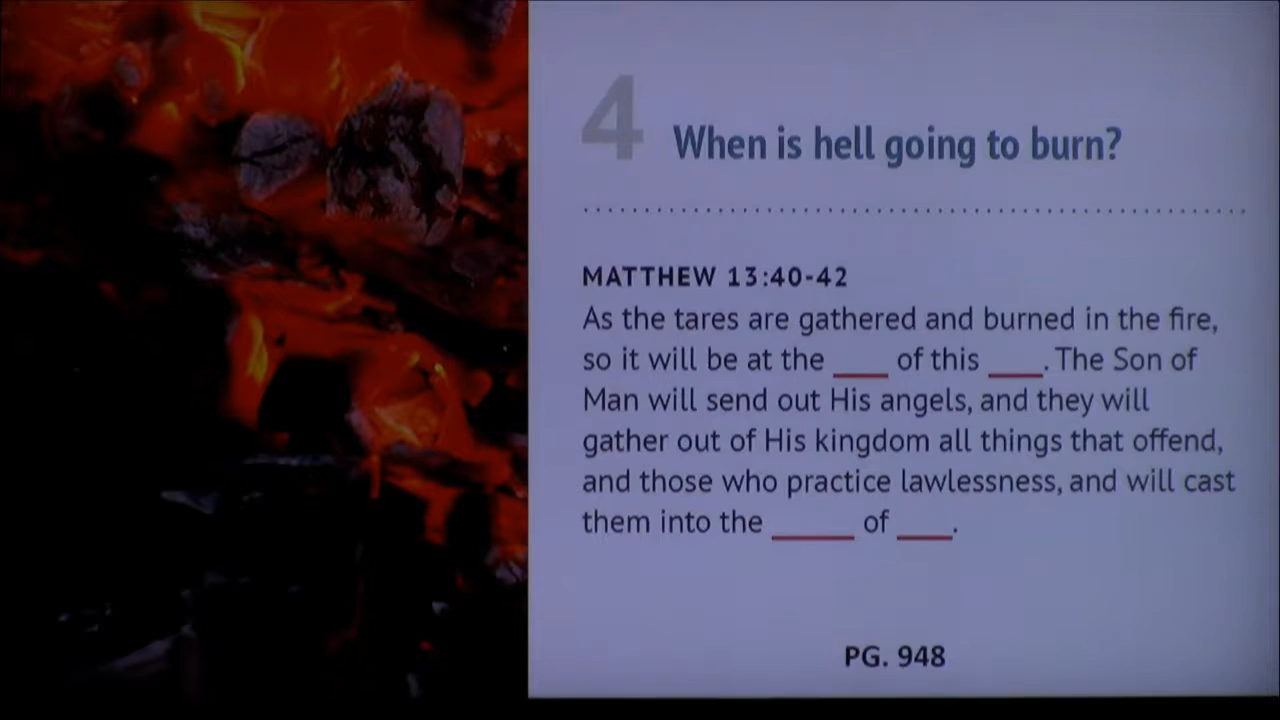 4 When is hell going to burn?
MATTHEW 13:40-42
As the tares are gathered and burned in the fire,
so it will be at the ____ of this ____. The Son of
Man will send out His angels, and they will
gather out of His kingdom all things that offend,
and those who practice lawlessness, and will cast
them into the ____ of ____.
PG. 948